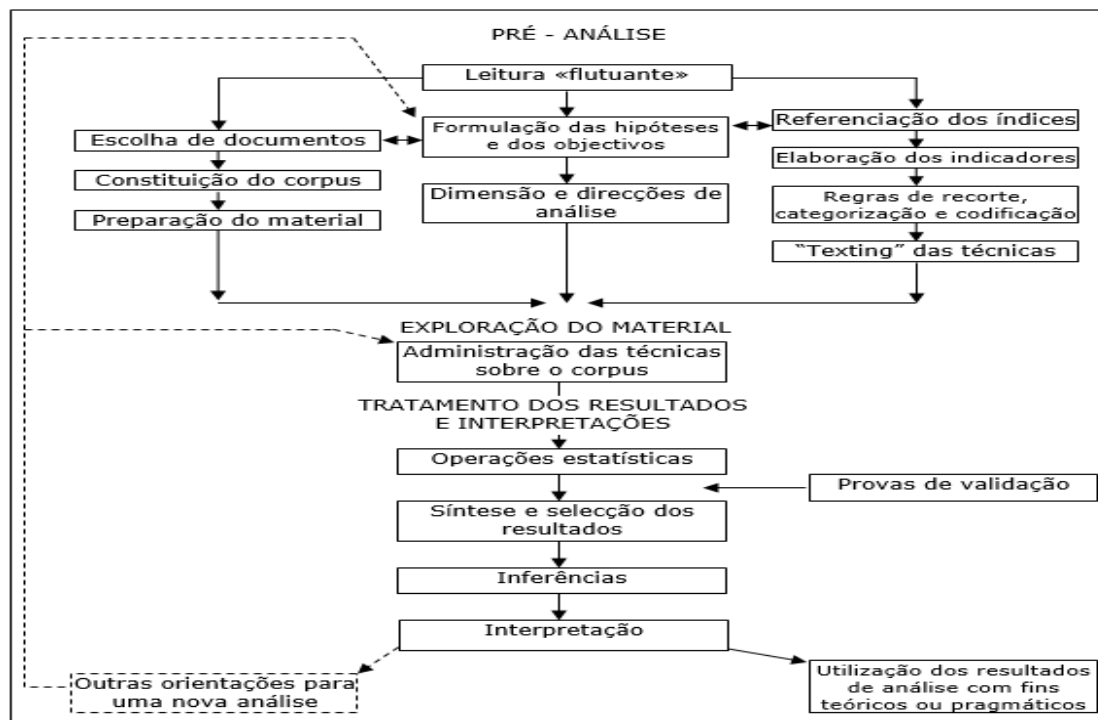 PRÉ - ANÁLISE
Leitura «flutuante»
Escolha de documentos
Constituição do corpus
Preparação do material
Formulação das hipóteses
e dos objectivos
Dimensão e direcções de
análise
Referenciação dos índices
Elaboração dos indicadores
Regras de recorte,
categorização e codificação
“Texting” das técnicas
EXPLORAÇÃO DO MATERIAL
Administração das técnicas
sobre o corpus
TRATAMENTO DOS RESULTADOS
E INTERPRETAÇÕES
Operações estatísticas
Provas de validação
Síntese e selecção dos
resultados
Inferências
Interpretação
Outras orientações para
uma nova análise
Utilização dos resultados
de análise com fins
teóricos ou pragmáticos